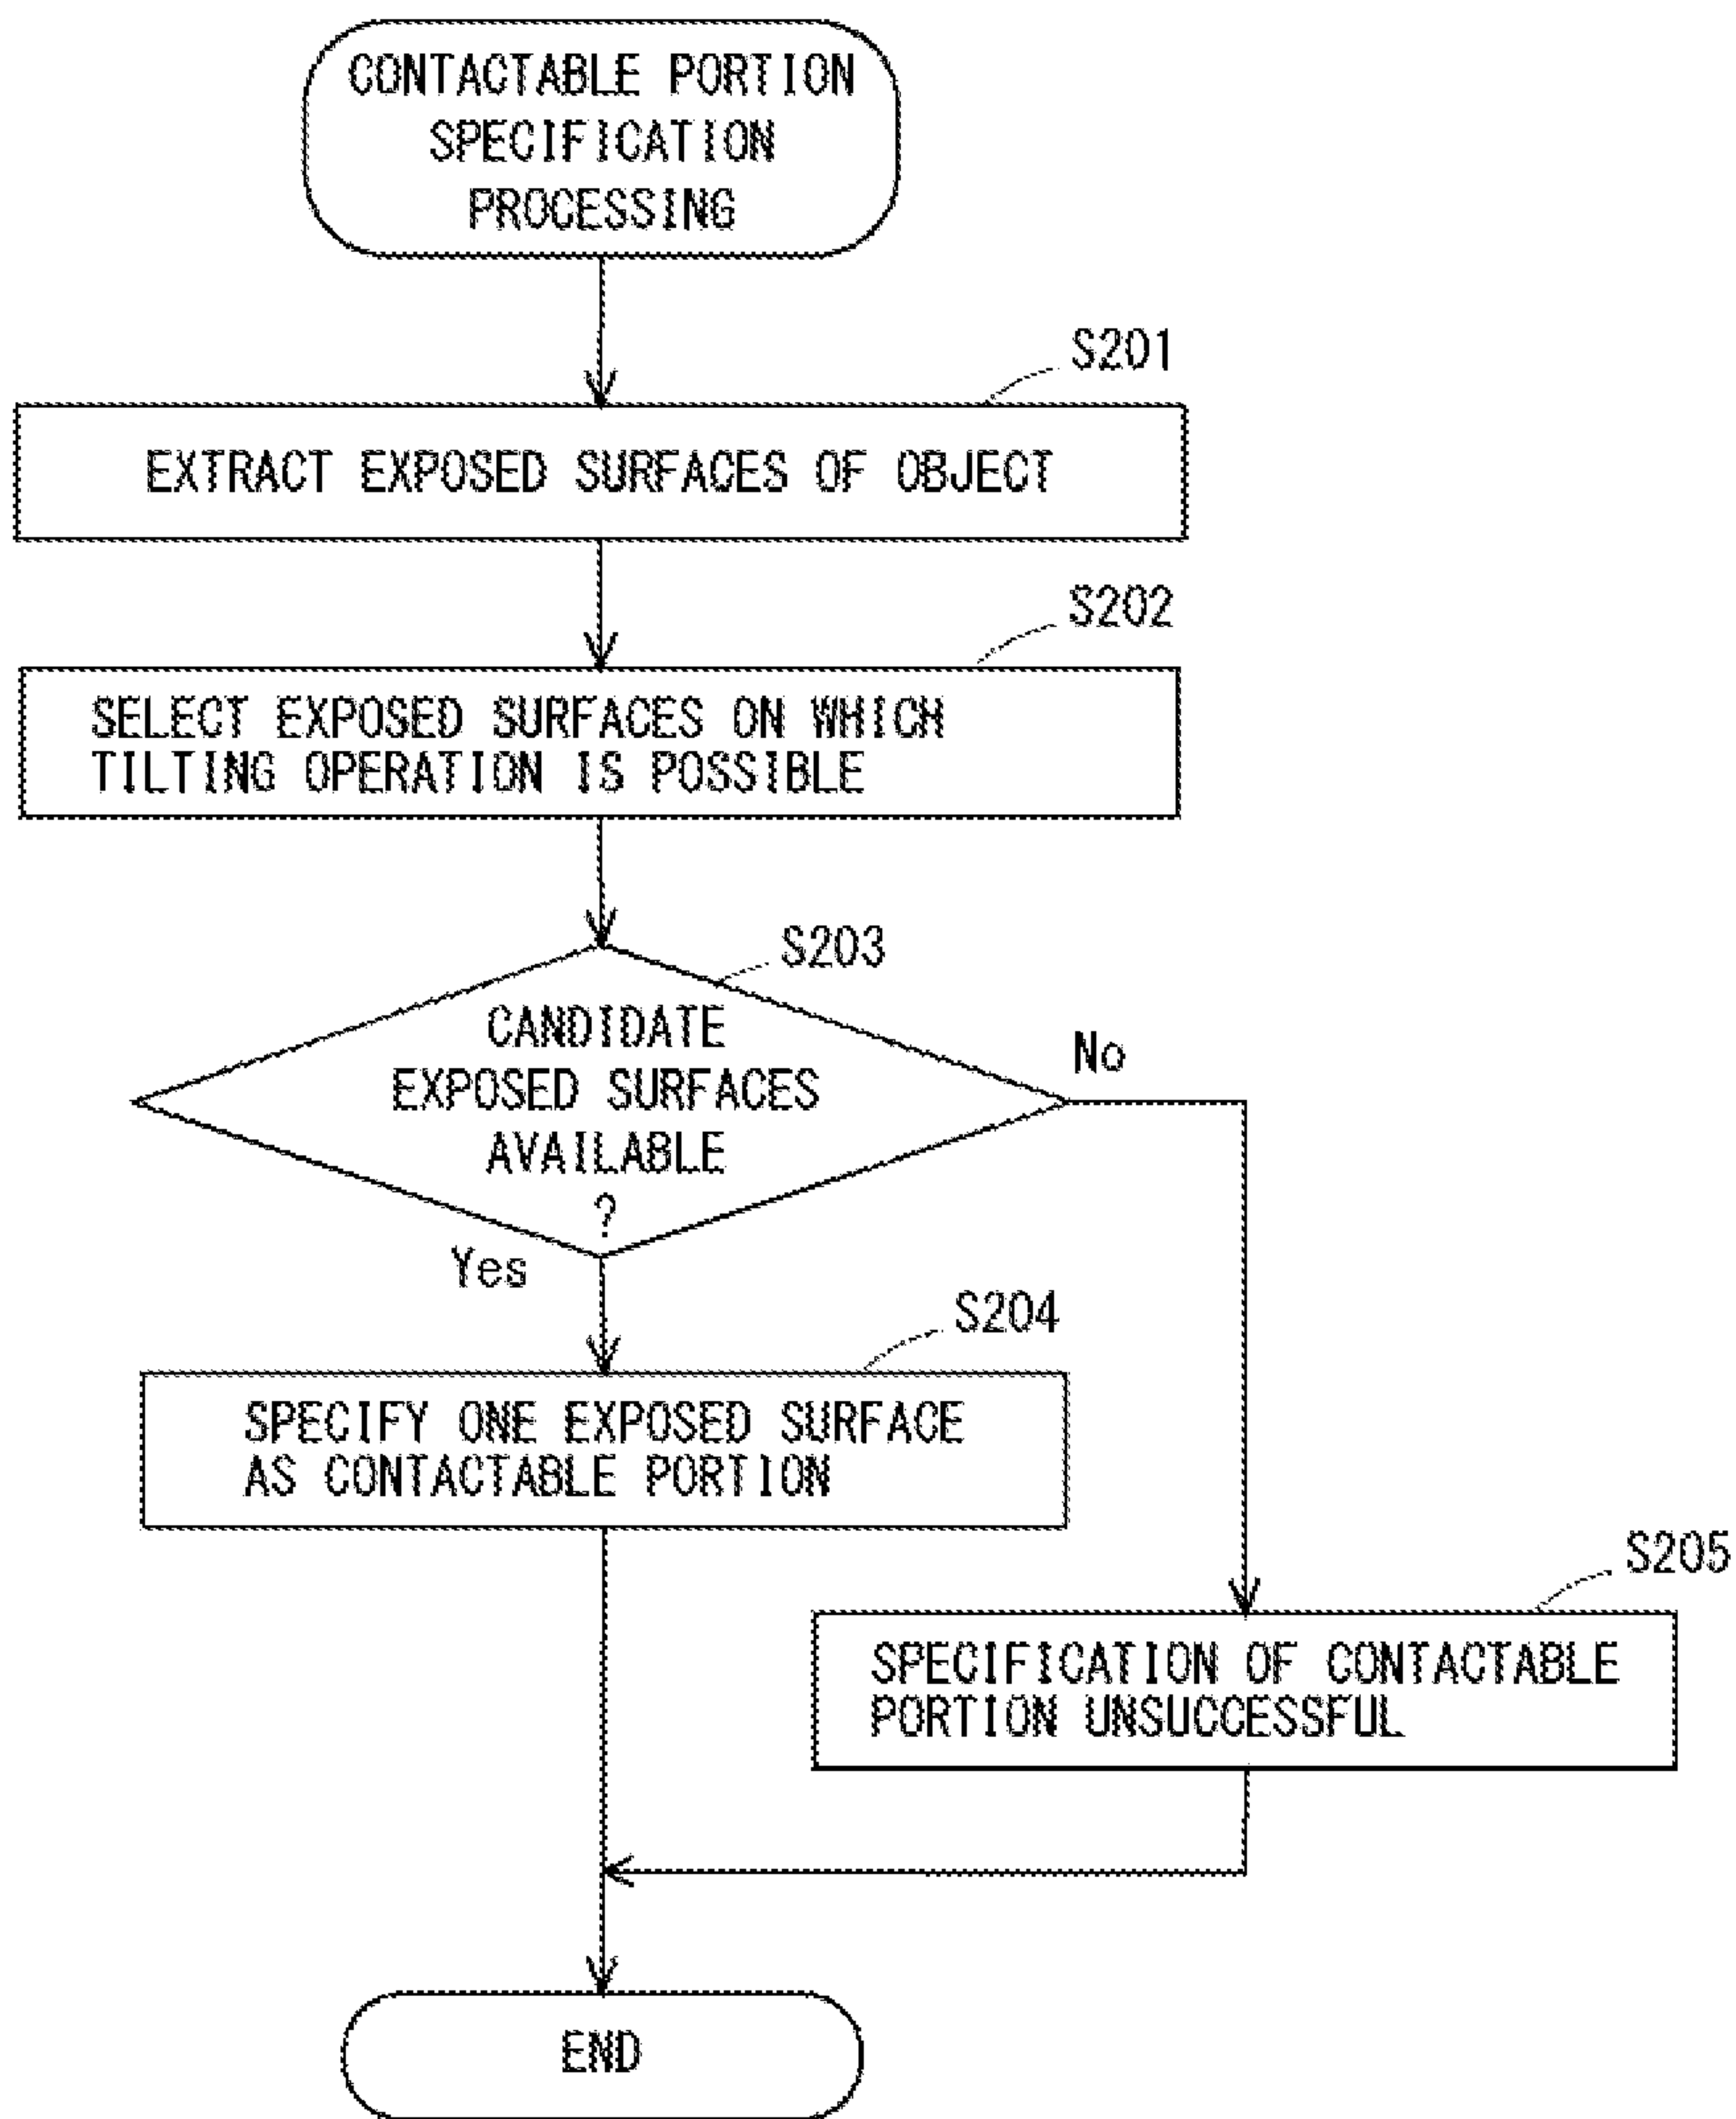 CONTACTABLE PORTION
SPECIFICATION
PROCESSING
S201
EXTRACT EXPOSED SURFACES OF OBJECT
S202
SELECT EXPOSED SURFACES ON WHICH
TILTING OPERATION IS POSSIBLE
S203
CANDIDATE
EXPOSED SURFACES
AVAILABLE
?
No
Yes
S204
SPECIFY ONE EXPOSED SURFACE
AS CONTACTABLE PORTION
S205
SPECIFICATION OF CONTACTABLE
PORTION UNSUCCESSFUL
END